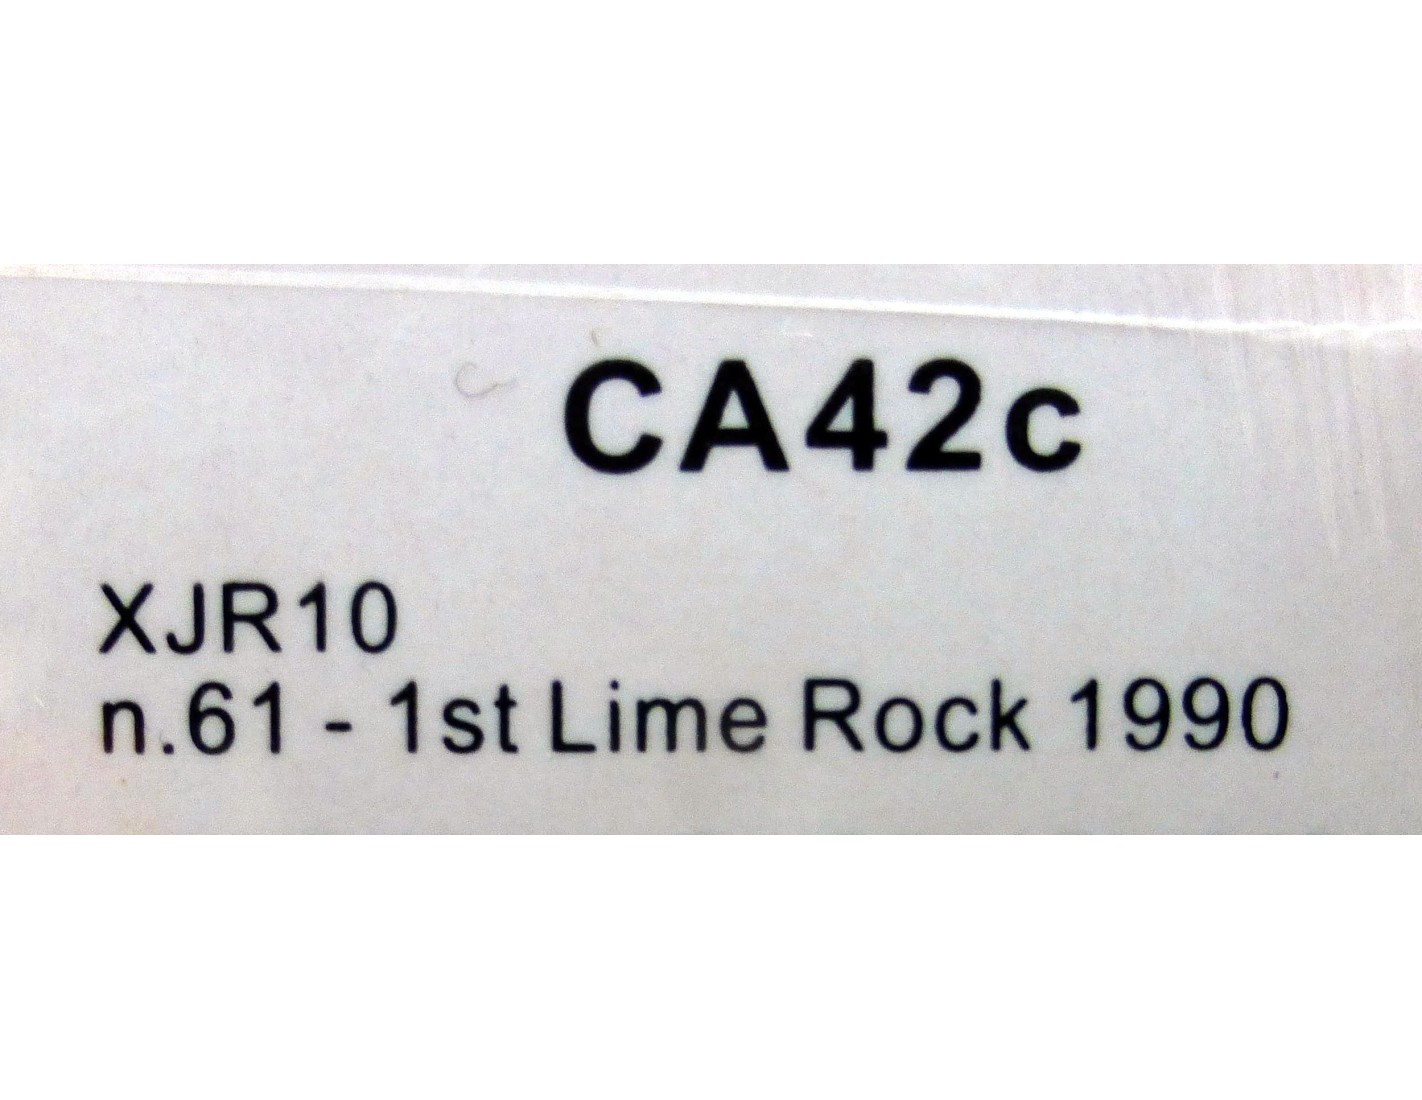 CA42c
XJR10
n.61 - 1st Lime Rock 1990